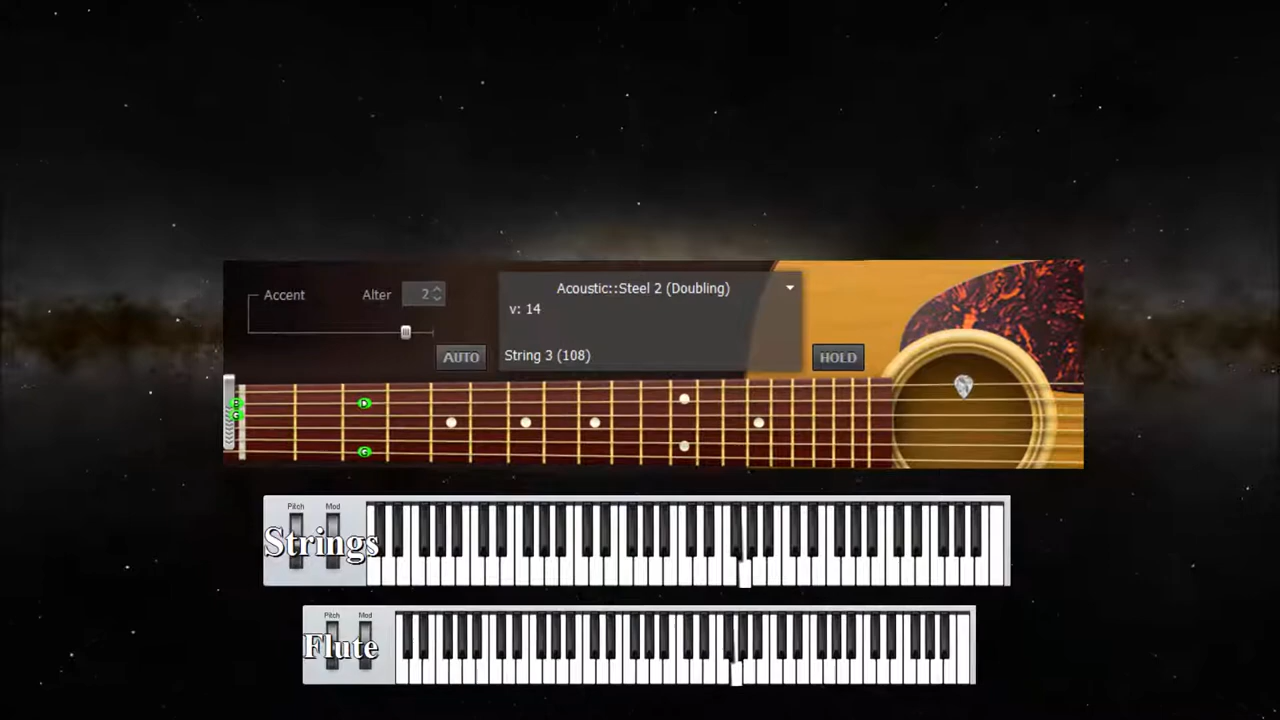 Accent
Alter
2
Acoustic::Steel 2 (Doubling)
v: 14
AUTO
String 3 (108)
HOLD
B
D
G
G
Pitch
Mod
Strings
Pitch
Mod
Flute